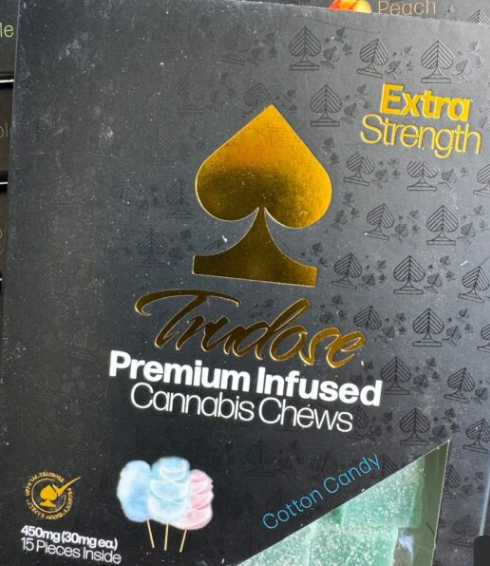 Peach
Extra
Strength
Trudose
Premium Infused
Cannabis Chews
Cotton Candy
450mg (30mg ea.)
15 Pieces Inside